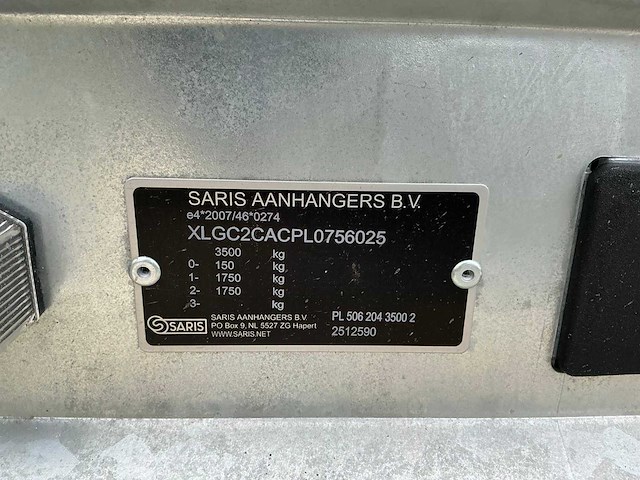 SARIS AANHANGERS B.V.
e4*2007/46*0274
XLGC2CACPL0756025
3500 kg
0- 150 kg
1- 1750 kg
2- 1750 kg
3- kg
SARIS
SARIS AANHANGERS B.V.
PO Box 9, NL 5527 ZG Hapert
WWW.SARIS.NET
PL 506 204 3500 2
2512590